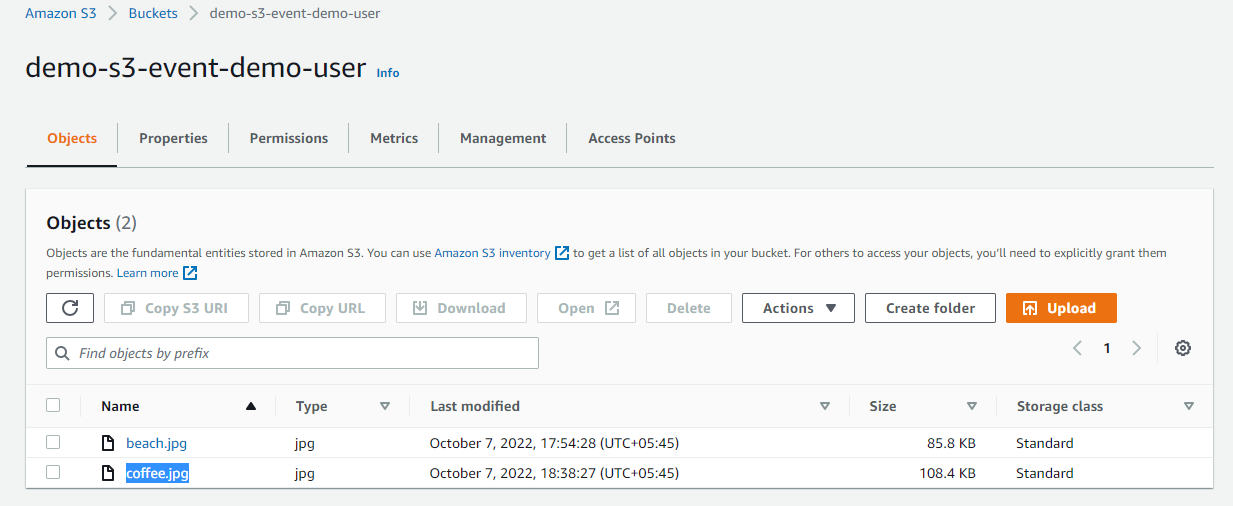 Amazon S3 > Buckets > demo-s3-event-demo-user
demo-s3-event-demo-user Info
Objects Properties Permissions Metrics Management Access Points
Objects (2)
Objects are the fundamental entities stored in Amazon S3. You can use Amazon S3 inventory to get a list of all objects in your bucket. For others to access your objects, you'll need to explicitly grant them
permissions. Learn more
Copy S3 URI Copy URL Download Open Delete Actions Create folder Upload
Find objects by prefix
1
Name Type Last modified Size Storage class
beach.jpg jpg October 7, 2022, 17:54:28 (UTC+05:45) 85.8 KB Standard
coffee.jpg jpg October 7, 2022, 18:38:27 (UTC+05:45) 108.4 KB Standard